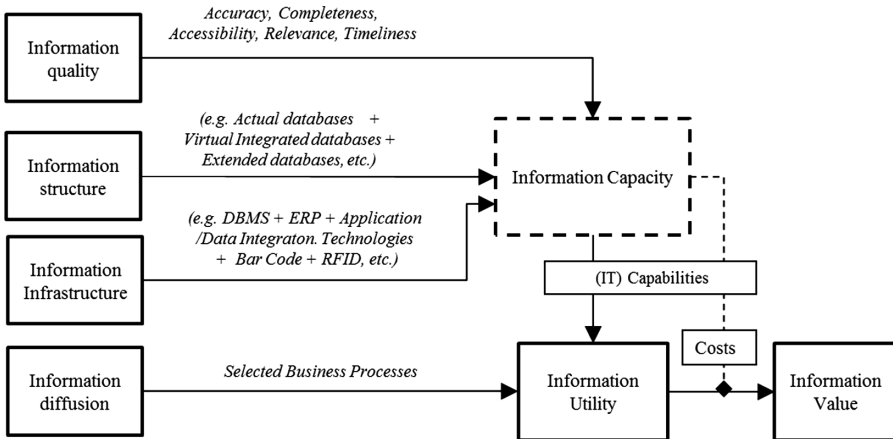 Accuracy, Completeness,
Accessibility, Relevance, Timeliness
Information
quality
(e.g. Actual databases +
Virtual Integrated databases +
Extended databases, etc.)
Information
structure
Information Capacity
(e.g. DBMS + ERP + Application
/Data Integraton. Technologies
+ Bar Code + RFID, etc.)
Information
Infrastructure
(IT) Capabilities
Costs
Information
diffusion
Selected Business Processes
Information
Utility
Information
Value